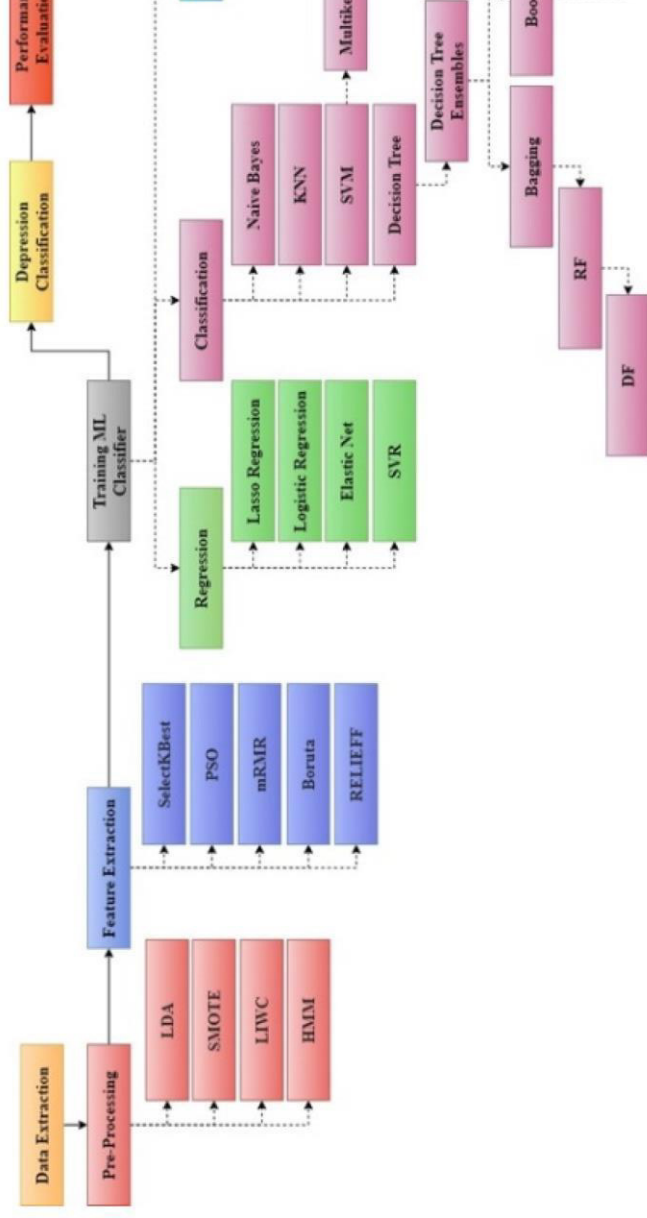 Data Extraction
Pre-Processing
LDA
SMOTE
LIWC
HMM
Feature Extraction
SelectKBest
PSO
mRMR
Boruta
RELIEFF
Training ML
Classifier
Regression
Lasso Regression
Logistic Regression
Elastic Net
SVR
Depression
Classification
Classification
Naive Bayes
KNN
SVM
Decision Tree
Decision Tree
Ensembles
Bagging
RF
DF